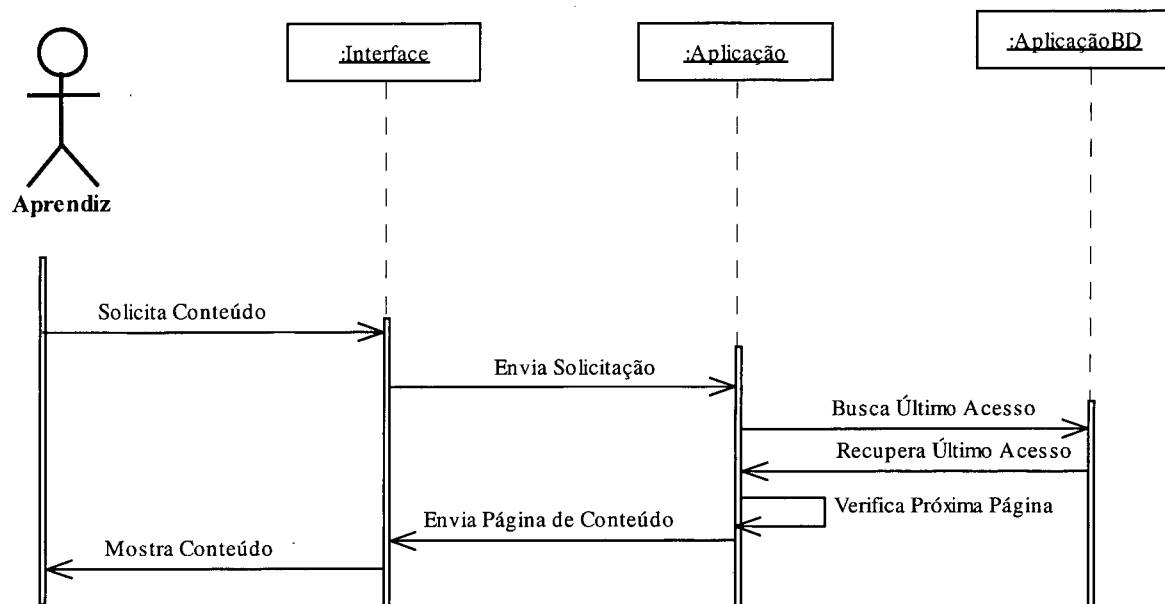 :Interface
:Aplicação
:AplicaçãoBD
Aprendiz
Solicita Conteúdo
Envia Solicitação
Busca Último Acesso
Recupera Último Acesso
Verifica Próxima Página
Envia Página de Conteúdo
Mostra Conteúdo